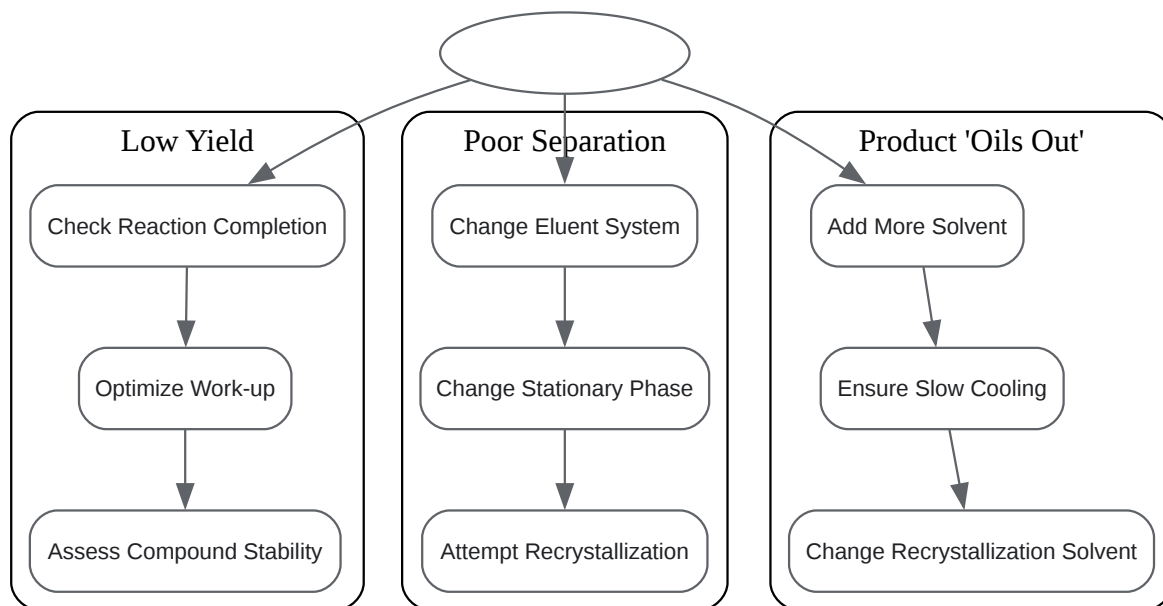 Low Yield
Check Reaction Completion
Optimize Work-up
Assess Compound Stability
Poor Separation
Change Eluent System
Change Stationary Phase
Attempt Recrystallization
Product 'Oils Out'
Add More Solvent
Ensure Slow Cooling
Change Recrystallization Solvent